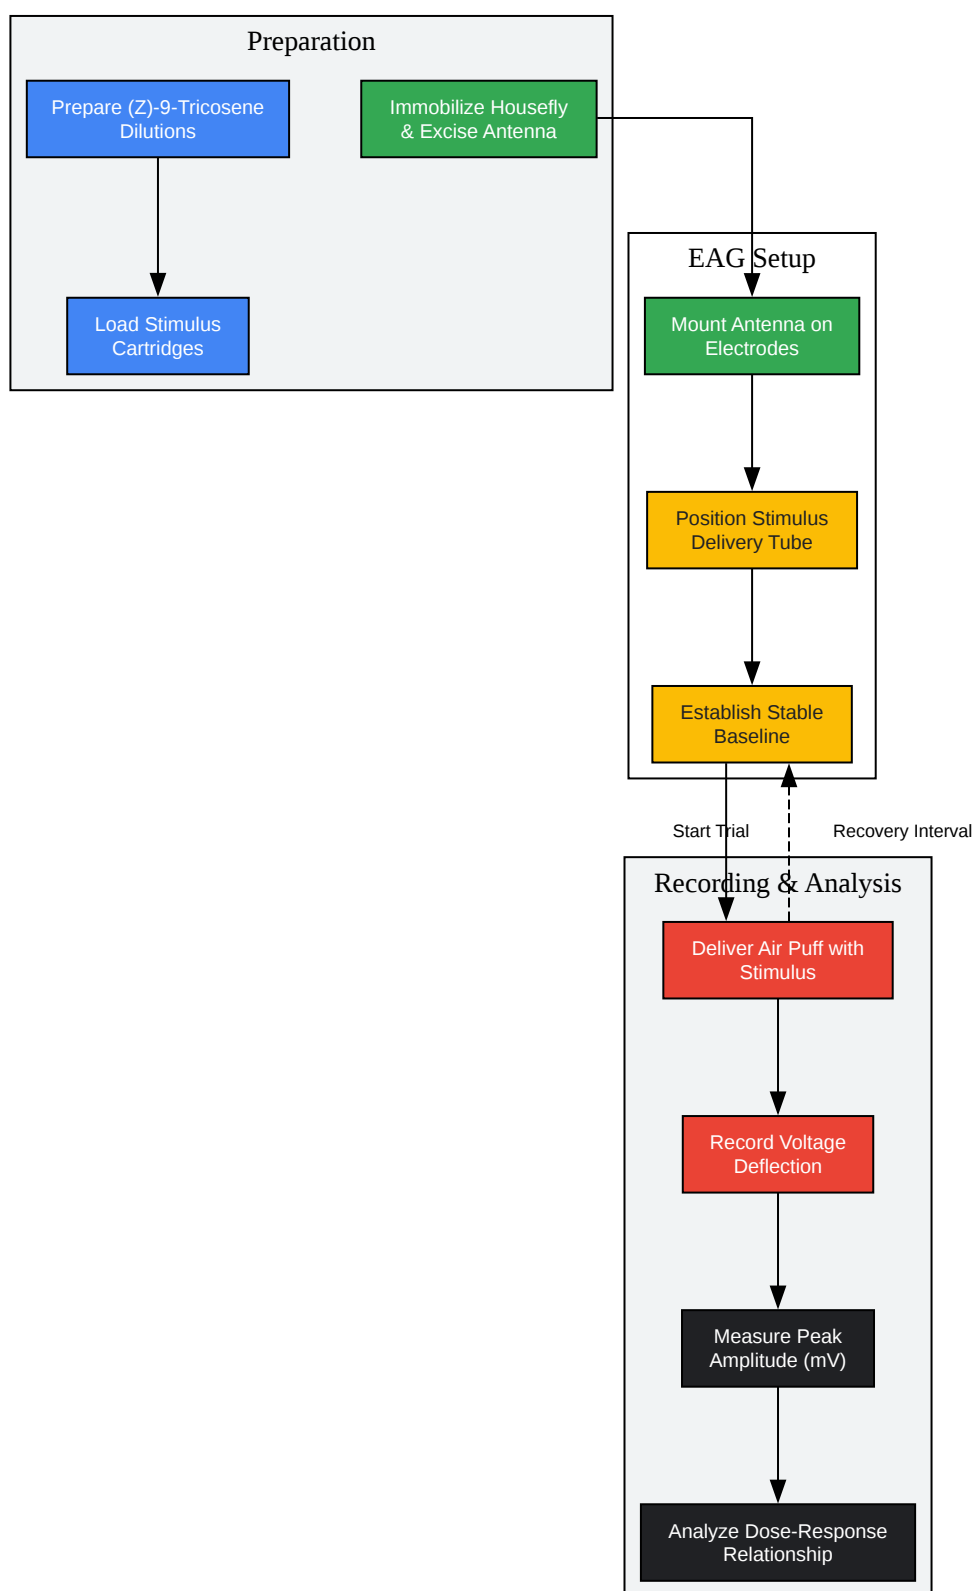 Preparation
Prepare (Z)-9-Tricosene
Dilutions
Immobilize Housefly
& Excise Antenna
Load Stimulus
Cartridges
EAG Setup
Mount Antenna on
Electrodes
Position Stimulus
Delivery Tube
Establish Stable
Baseline
Start Trial
Recovery Interval
Recording & Analysis
Deliver Air Puff with
Stimulus
Record Voltage
Deflection
Measure Peak
Amplitude (mV)
Analyze Dose-Response
Relationship